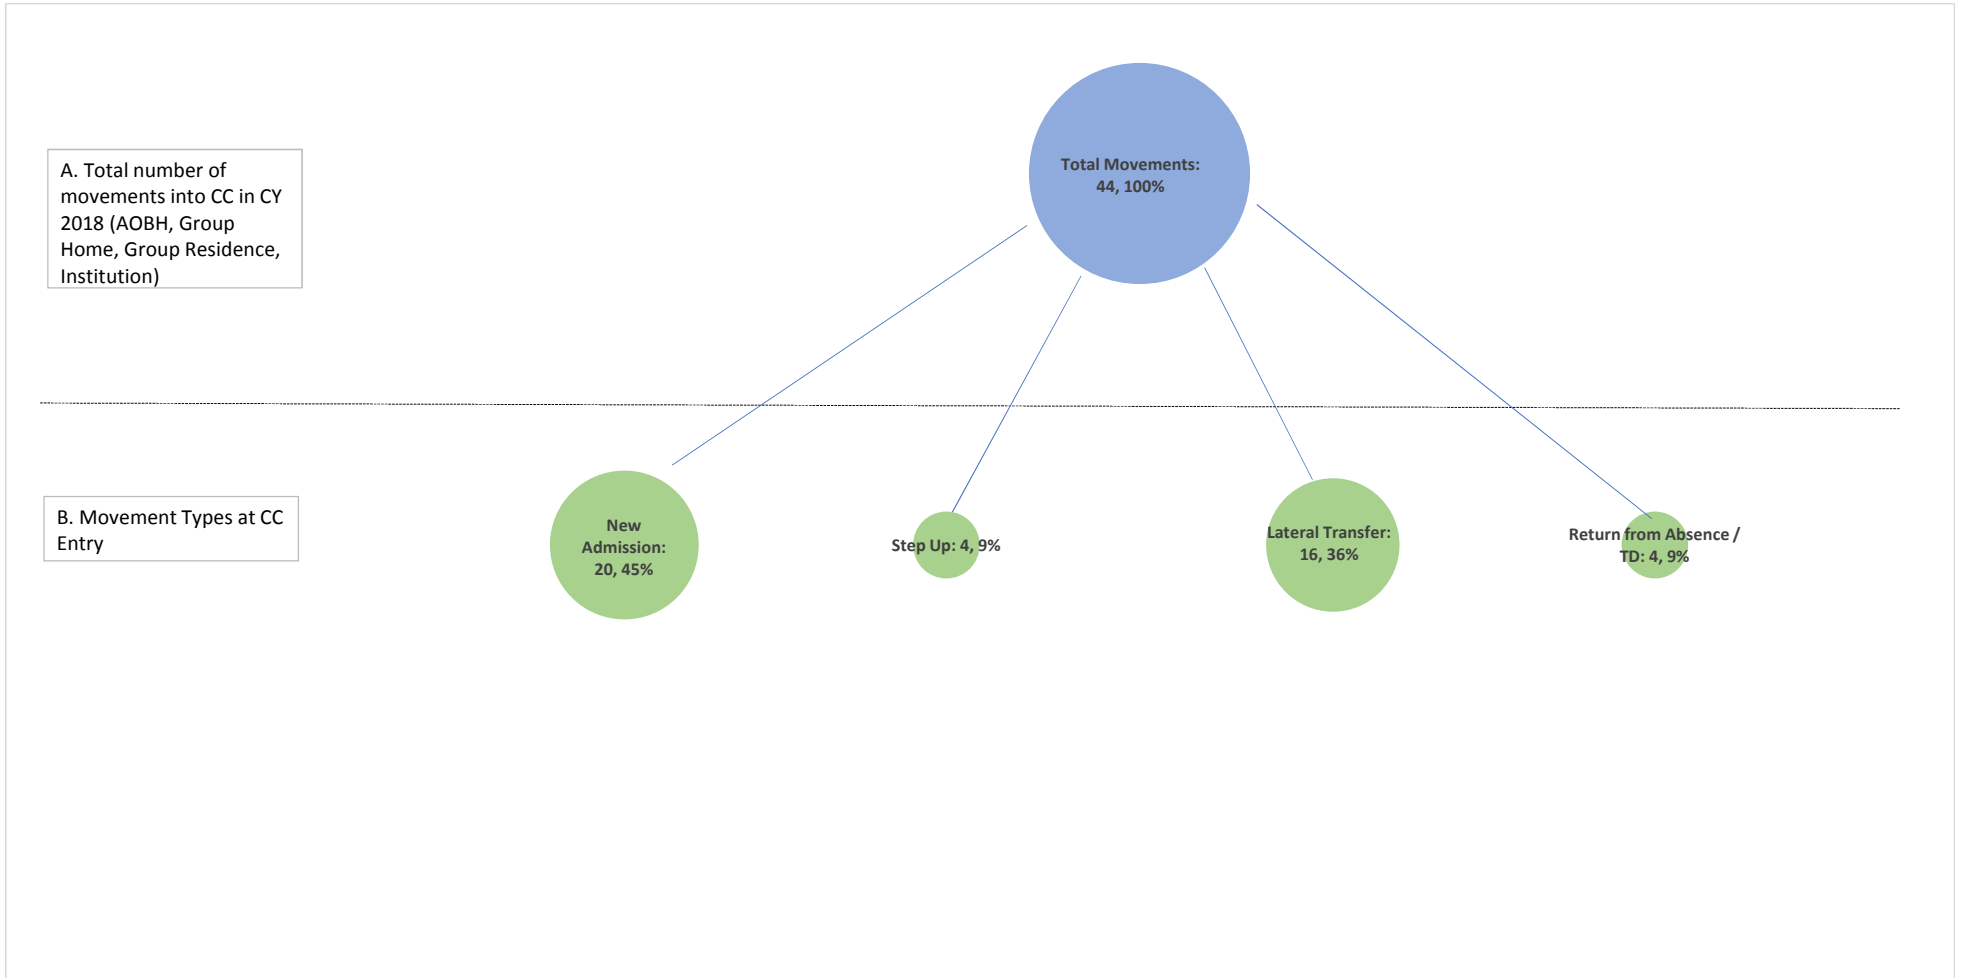 Total Movements:
44, 100%
A. Total number of
movements into CC in CY
2018 (AOBH, Group
Home, Group Residence,
Institution)
B. Movement Types at CC
Entry
New
Admission:
20, 45%
Step Up: 4, 9%
Lateral Transfer:
16, 36%
Return from Absence /
TD: 4, 9%